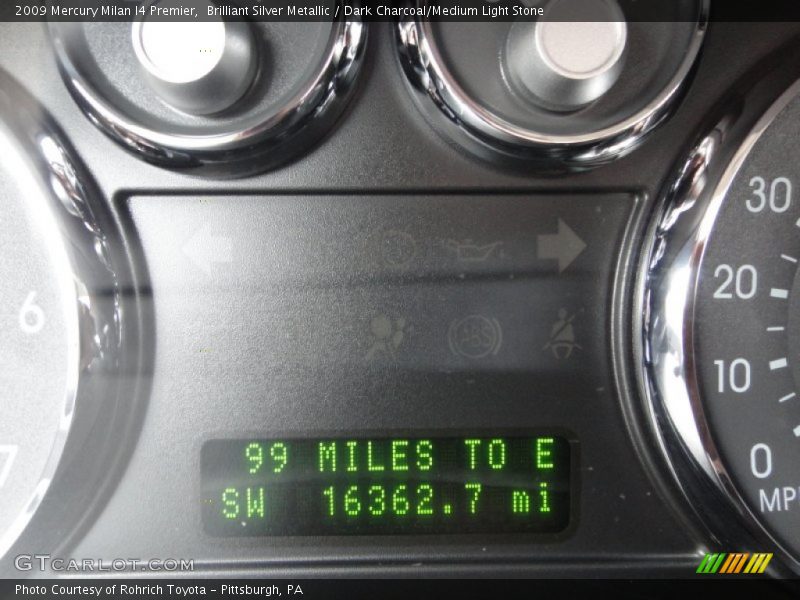 2009 Mercury Milan I4 Premier,  Brilliant Silver Metallic / Dark Charcoal/Medium Light Stone
30
20
6
10
0
7
MPH
99 MILES TO E
SW 16362.7 mi
GTCARLOT.COM
Photo Courtesy of Rohrich Toyota - Pittsburgh, PA